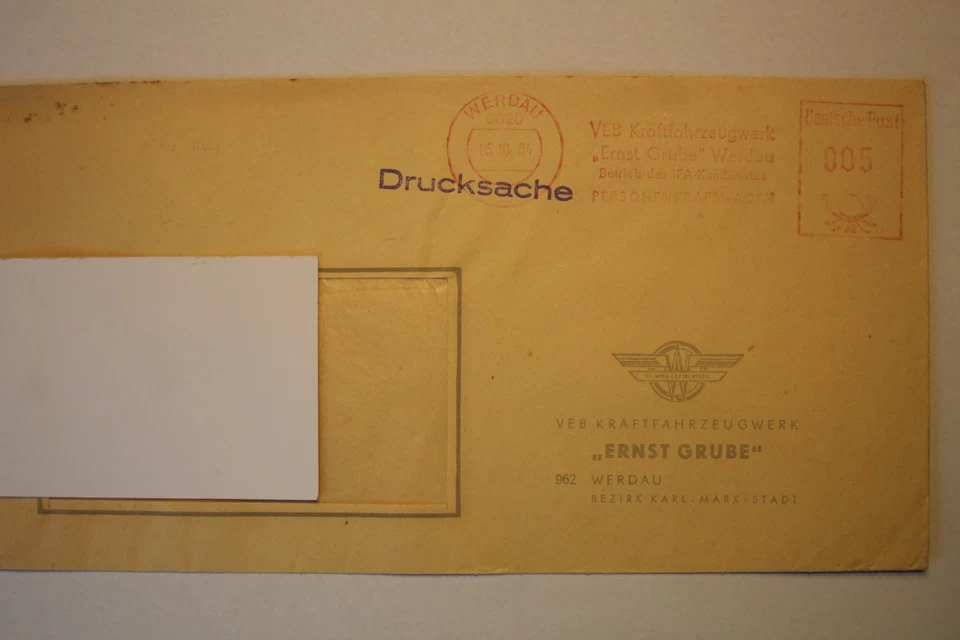 WERDAU
9620
05.10.84
VEB Kraftfahrzeugwerk
„Ernst Grube" Werdau
Betrieb des IFA-Kombinates
PERSONENKRAFTWAGEN
Deutsche Post
005
Drucksache
W
VEB KRAFTFAHRZEUGWERK
„ERNST GRUBE“
962 WERDAU
BEZIRK KARL-MARX-STADT